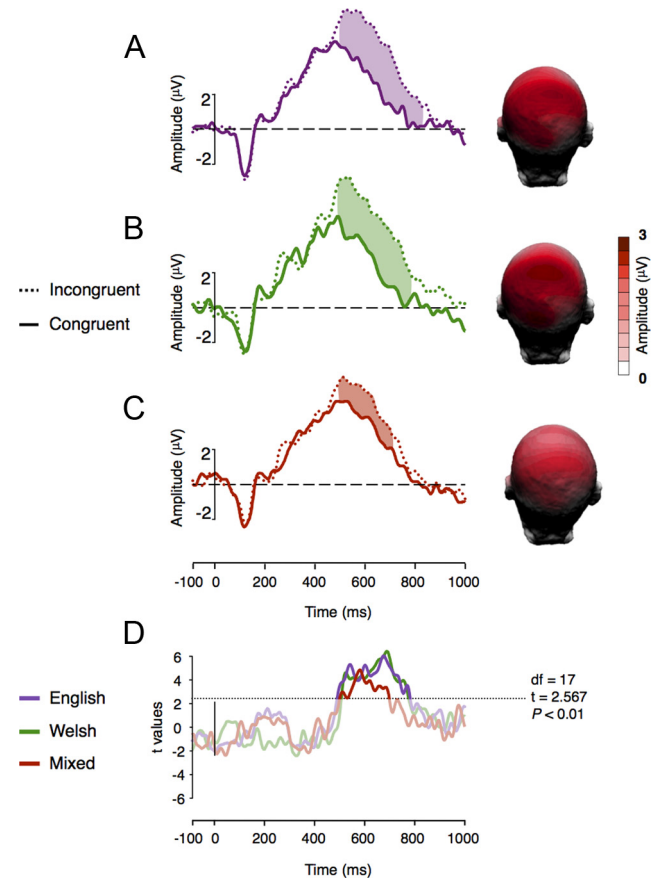 A
Amplitude (μV)
2
-2
B
Incongruent
Congruent
Amplitude (μV)
2
-2
3
Amplitude (μV)
0
C
Amplitude (μV)
2
-2
-100 0 200 400 600 800 1000
Time (ms)
D
English
Welsh
Mixed
t values
6
4
2
0
-2
-4
-6
df = 17
t = 2.567
P < 0.01
-100 0 200 400 600 800 1000
Time (ms)